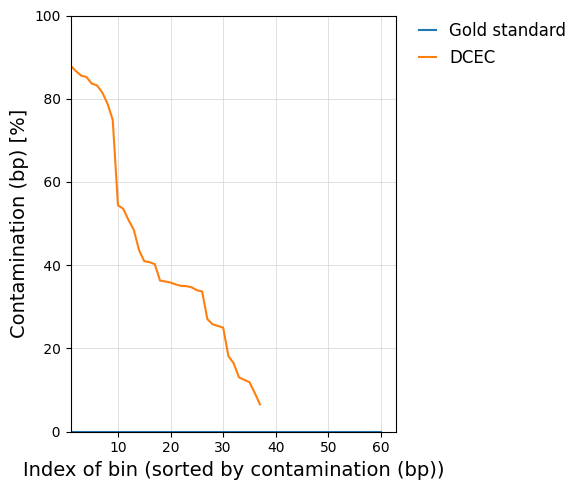 Gold standard
DCEC
Contamination (bp) [%]
100
80
60
40
20
0
10 20 30 40 50 60
Index of bin (sorted by contamination (bp))